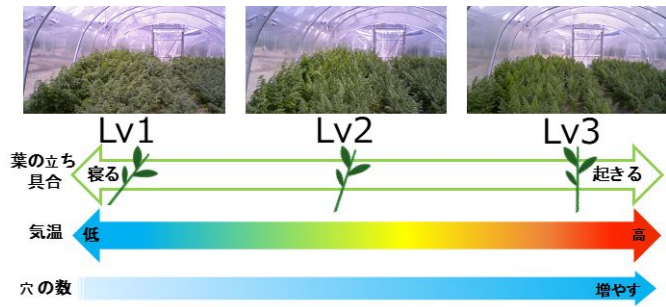 Lv1 Lv2 Lv3
葉の立ち
具合
寝る 起きる
気温 低 高
穴の数 増やす